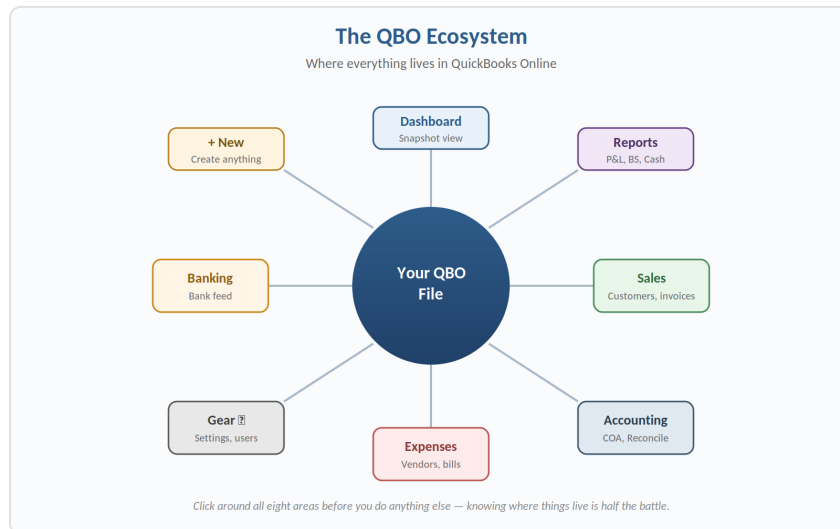 The QBO Ecosystem
Where everything lives in QuickBooks Online
Dashboard
Snapshot view
+ New
Create anything
Reports
P&L, BS, Cash
Your QBO
File
Banking
Bank feed
Sales
Customers, invoices
Gear
Settings, users
Accounting
COA, Reconcile
Expenses
Vendors, bills
Click around all eight areas before you do anything else — knowing where things live is half the battle.